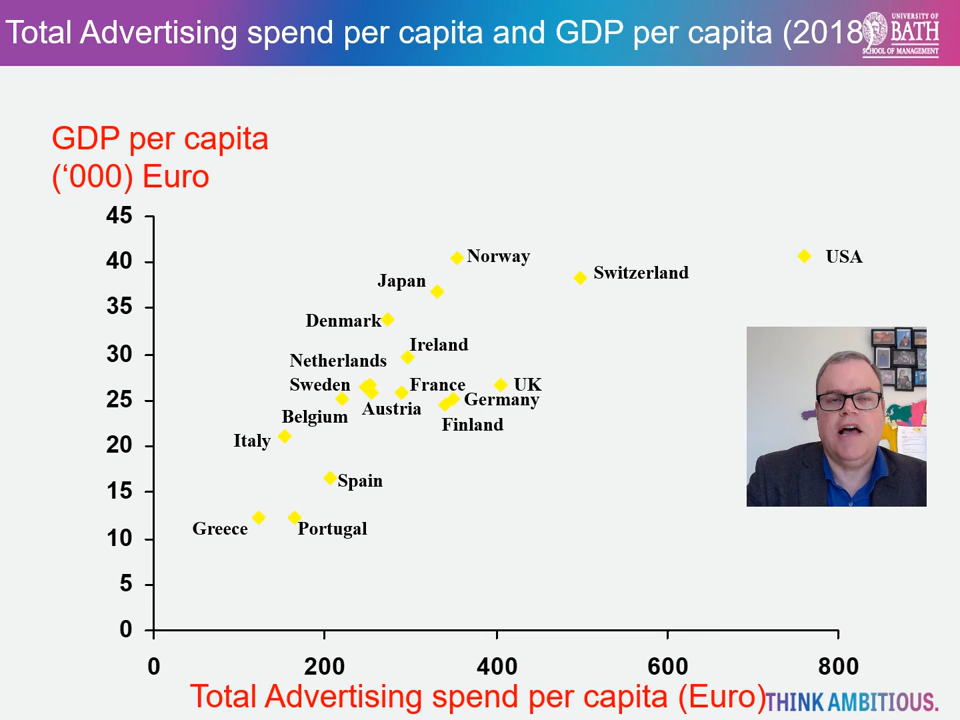 Total Advertising spend per capita and GDP per capita (2018)
UNIVERSITY OF
BATH
SCHOOL OF MANAGEMENT
GDP per capita
(‘000) Euro
45
40
35
30
25
20
15
10
5
0
Norway
USA
Switzerland
Japan
Denmark
Ireland
Netherlands
Sweden
France
UK
Germany
Austria
Belgium
Finland
Italy
Spain
Greece
Portugal
0 200 400 600 800
Total Advertising spend per capita (Euro)
THINK AMBITIOUS.